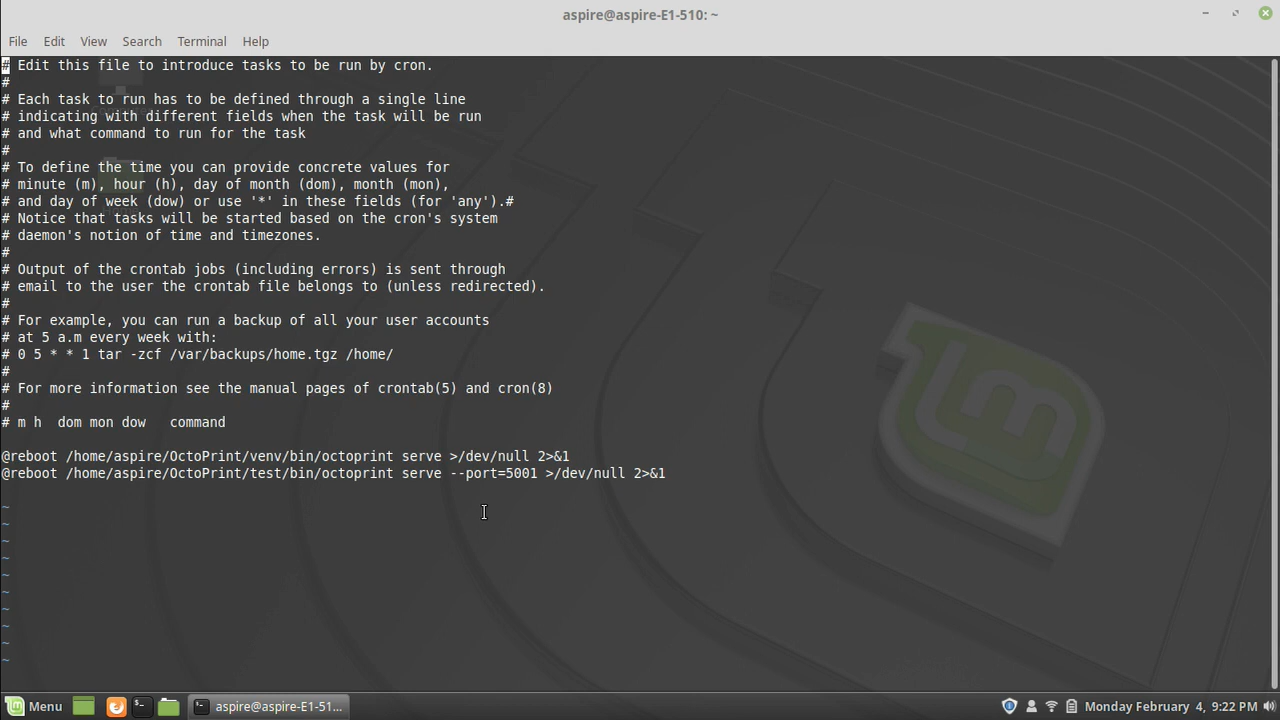 aspire@aspire-E1-510: ~
File Edit View Search Terminal Help
# Edit this file to introduce tasks to be run by cron.
#
# Each task to run has to be defined through a single line
# indicating with different fields when the task will be run
# and what command to run for the task
#
# To define the time you can provide concrete values for
# minute (m), hour (h), day of month (dom), month (mon),
# and day of week (dow) or use '*' in these fields (for 'any').#
# Notice that tasks will be started based on the cron's system
# daemon's notion of time and timezones.
#
# Output of the crontab jobs (including errors) is sent through
# email to the user the crontab file belongs to (unless redirected).
#
# For example, you can run a backup of all your user accounts
# at 5 a.m every week with:
# 0 5 * * 1 tar -zcf /var/backups/home.tgz /home/
#
# For more information see the manual pages of crontab(5) and cron(8)
#
# m h  dom mon dow   command

@reboot /home/aspire/OctoPrint/venv/bin/octoprint serve >/dev/null 2>&1
@reboot /home/aspire/OctoPrint/test/bin/octoprint serve --port=5001 >/dev/null 2>&1

~
~
~
~
~
~
~
~
~
~
Menu aspire@aspire-E1-51... Monday February 4, 9:22 PM